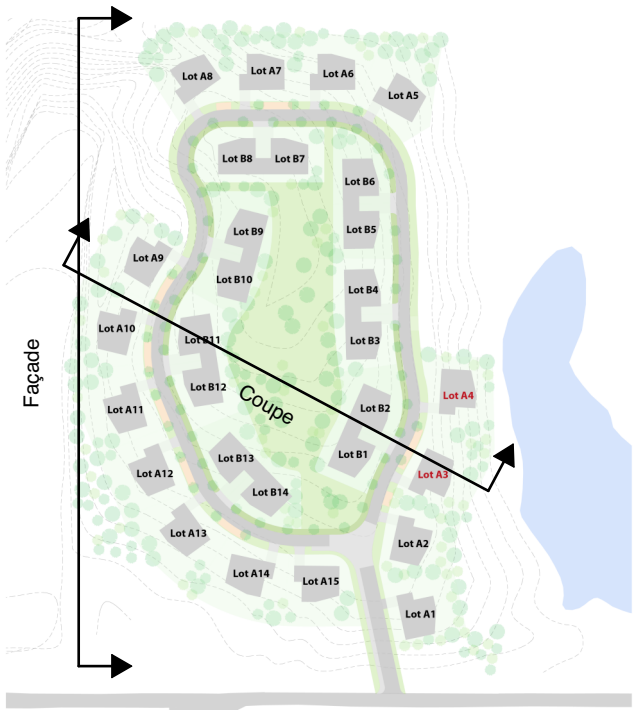 Lot A8
Lot A7
Lot A6
Lot A5
Lot B8
Lot B7
Lot B6
Lot B5
Lot B9
Lot A9
Lot B10
Lot B4
Lot A10
Lot B11
Lot B3
Façade
Lot B12
Lot A4
Coupe
Lot B2
Lot A11
Lot B1
Lot B13
Lot A12
Lot A3
Lot B14
Lot A13
Lot A2
Lot A14
Lot A15
Lot A1